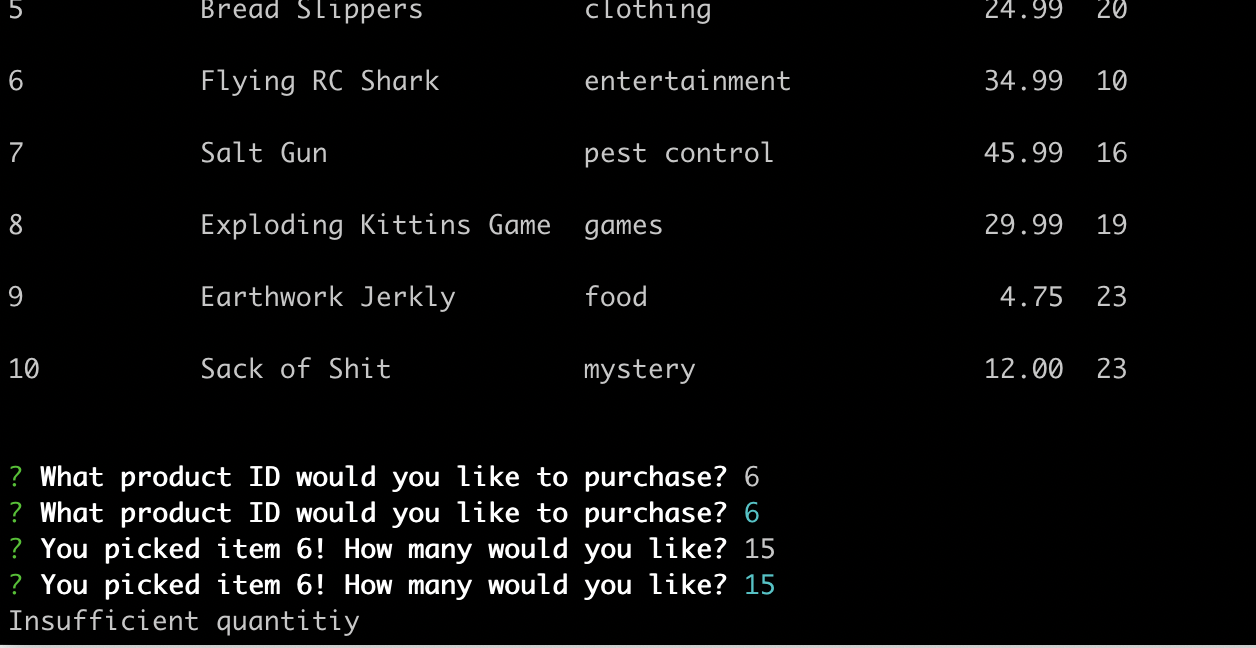 5 Bread Slippers clothing 24.99 20
6 Flying RC Shark entertainment 34.99 10
7 Salt Gun pest control 45.99 16
8 Exploding Kittins Game games 29.99 19
9 Earthwork Jerkly food 4.75 23
10 Sack of Shit mystery 12.00 23
? What product ID would you like to purchase? 6
? What product ID would you like to purchase? 6
? You picked item 6! How many would you like? 15
? You picked item 6! How many would you like? 15
Insufficient quantitiy